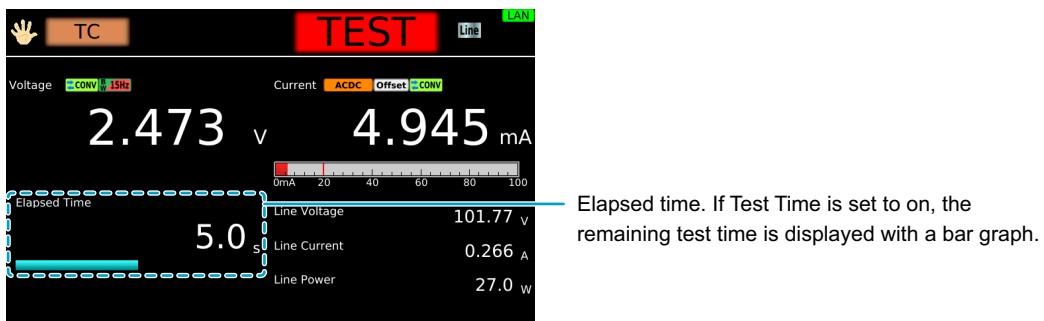 LAN
TC TEST Line
Voltage CONV 15Hz Current ACDC Offset CONV
2.473 V 4.945 mA
0mA 20 40 60 80 100
Elapsed Time
5.0 s
Line Voltage 101.77 V
Line Current 0.266 A
Line Power 27.0 W
Elapsed time. If Test Time is set to on, the
remaining test time is displayed with a bar graph.